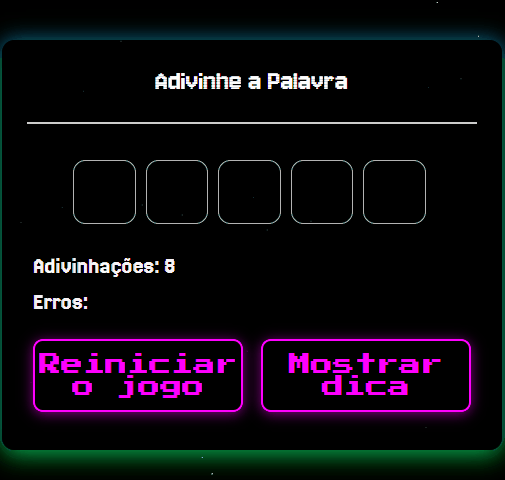 Adivinhe a Palavra
Adivinhações: 8
Erros:
Reiniciar
o jogo
Mostrar
dica